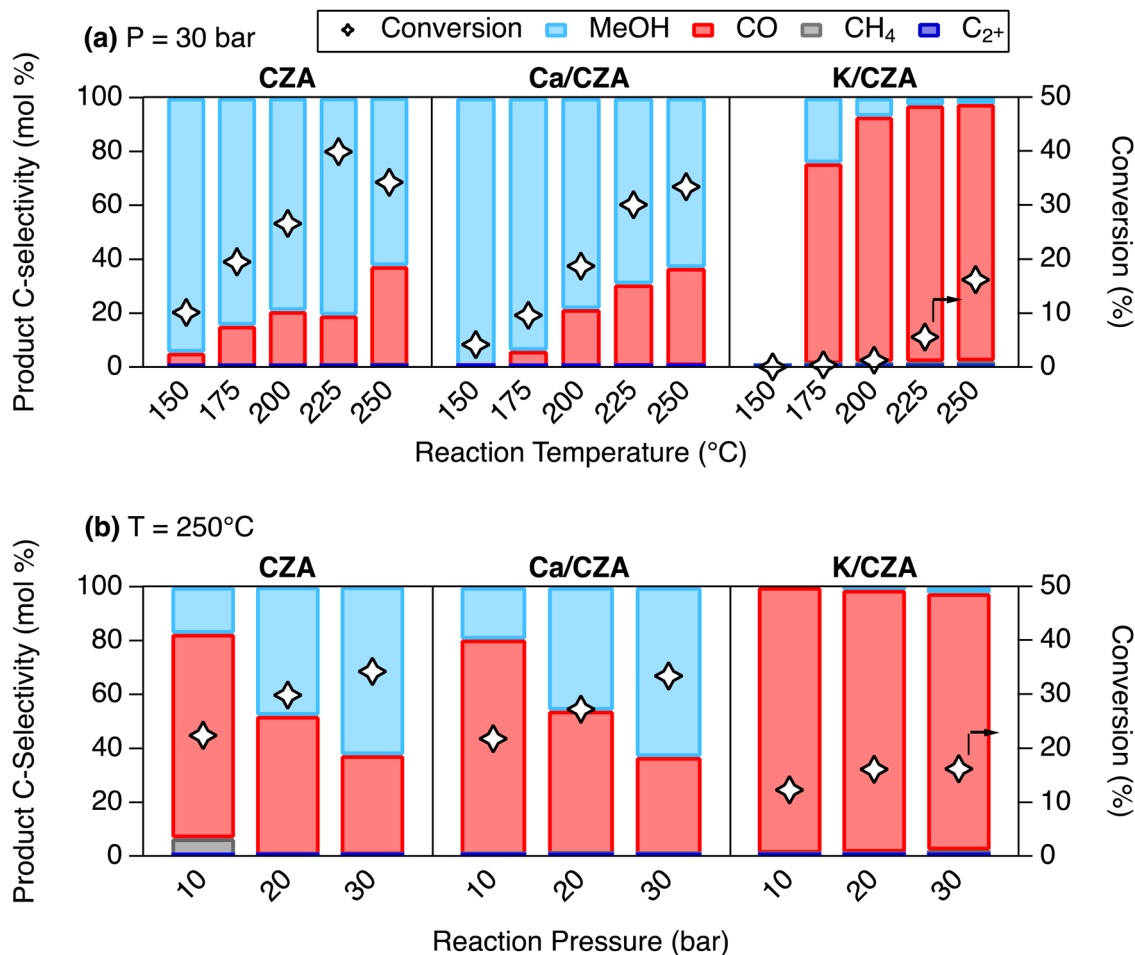 (a) P = 30 bar
Conversion MeOH CO CH₄ C₂₊
CZA Ca/CZA K/CZA
Product C-selectivity (mol %)
100
80
60
40
20
0
50
40
30
20
10
0
Conversion (%)
150 175 200 225 250 150 175 200 225 250 150 175 200 225 250
Reaction Temperature (°C)
(b) T = 250°C
CZA Ca/CZA K/CZA
Product C-Selectivity (mol %)
100
80
60
40
20
0
50
40
30
20
10
0
Conversion (%)
10 20 30 10 20 30 10 20 30
Reaction Pressure (bar)